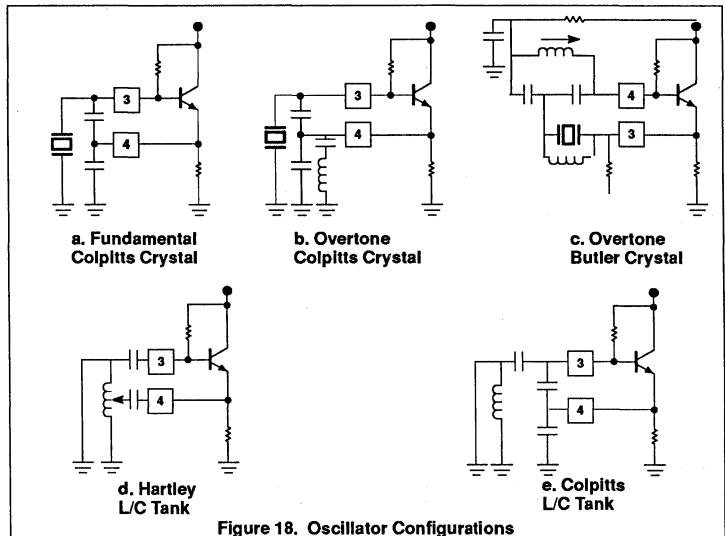 3
4
a. Fundamental
Colpitts Crystal
3
4
b. Overtone
Colpitts Crystal
4
3
c. Overtone
Butler Crystal
3
4
d. Hartley
L/C Tank
3
4
e. Colpitts
L/C Tank
Figure 18. Oscillator Configurations